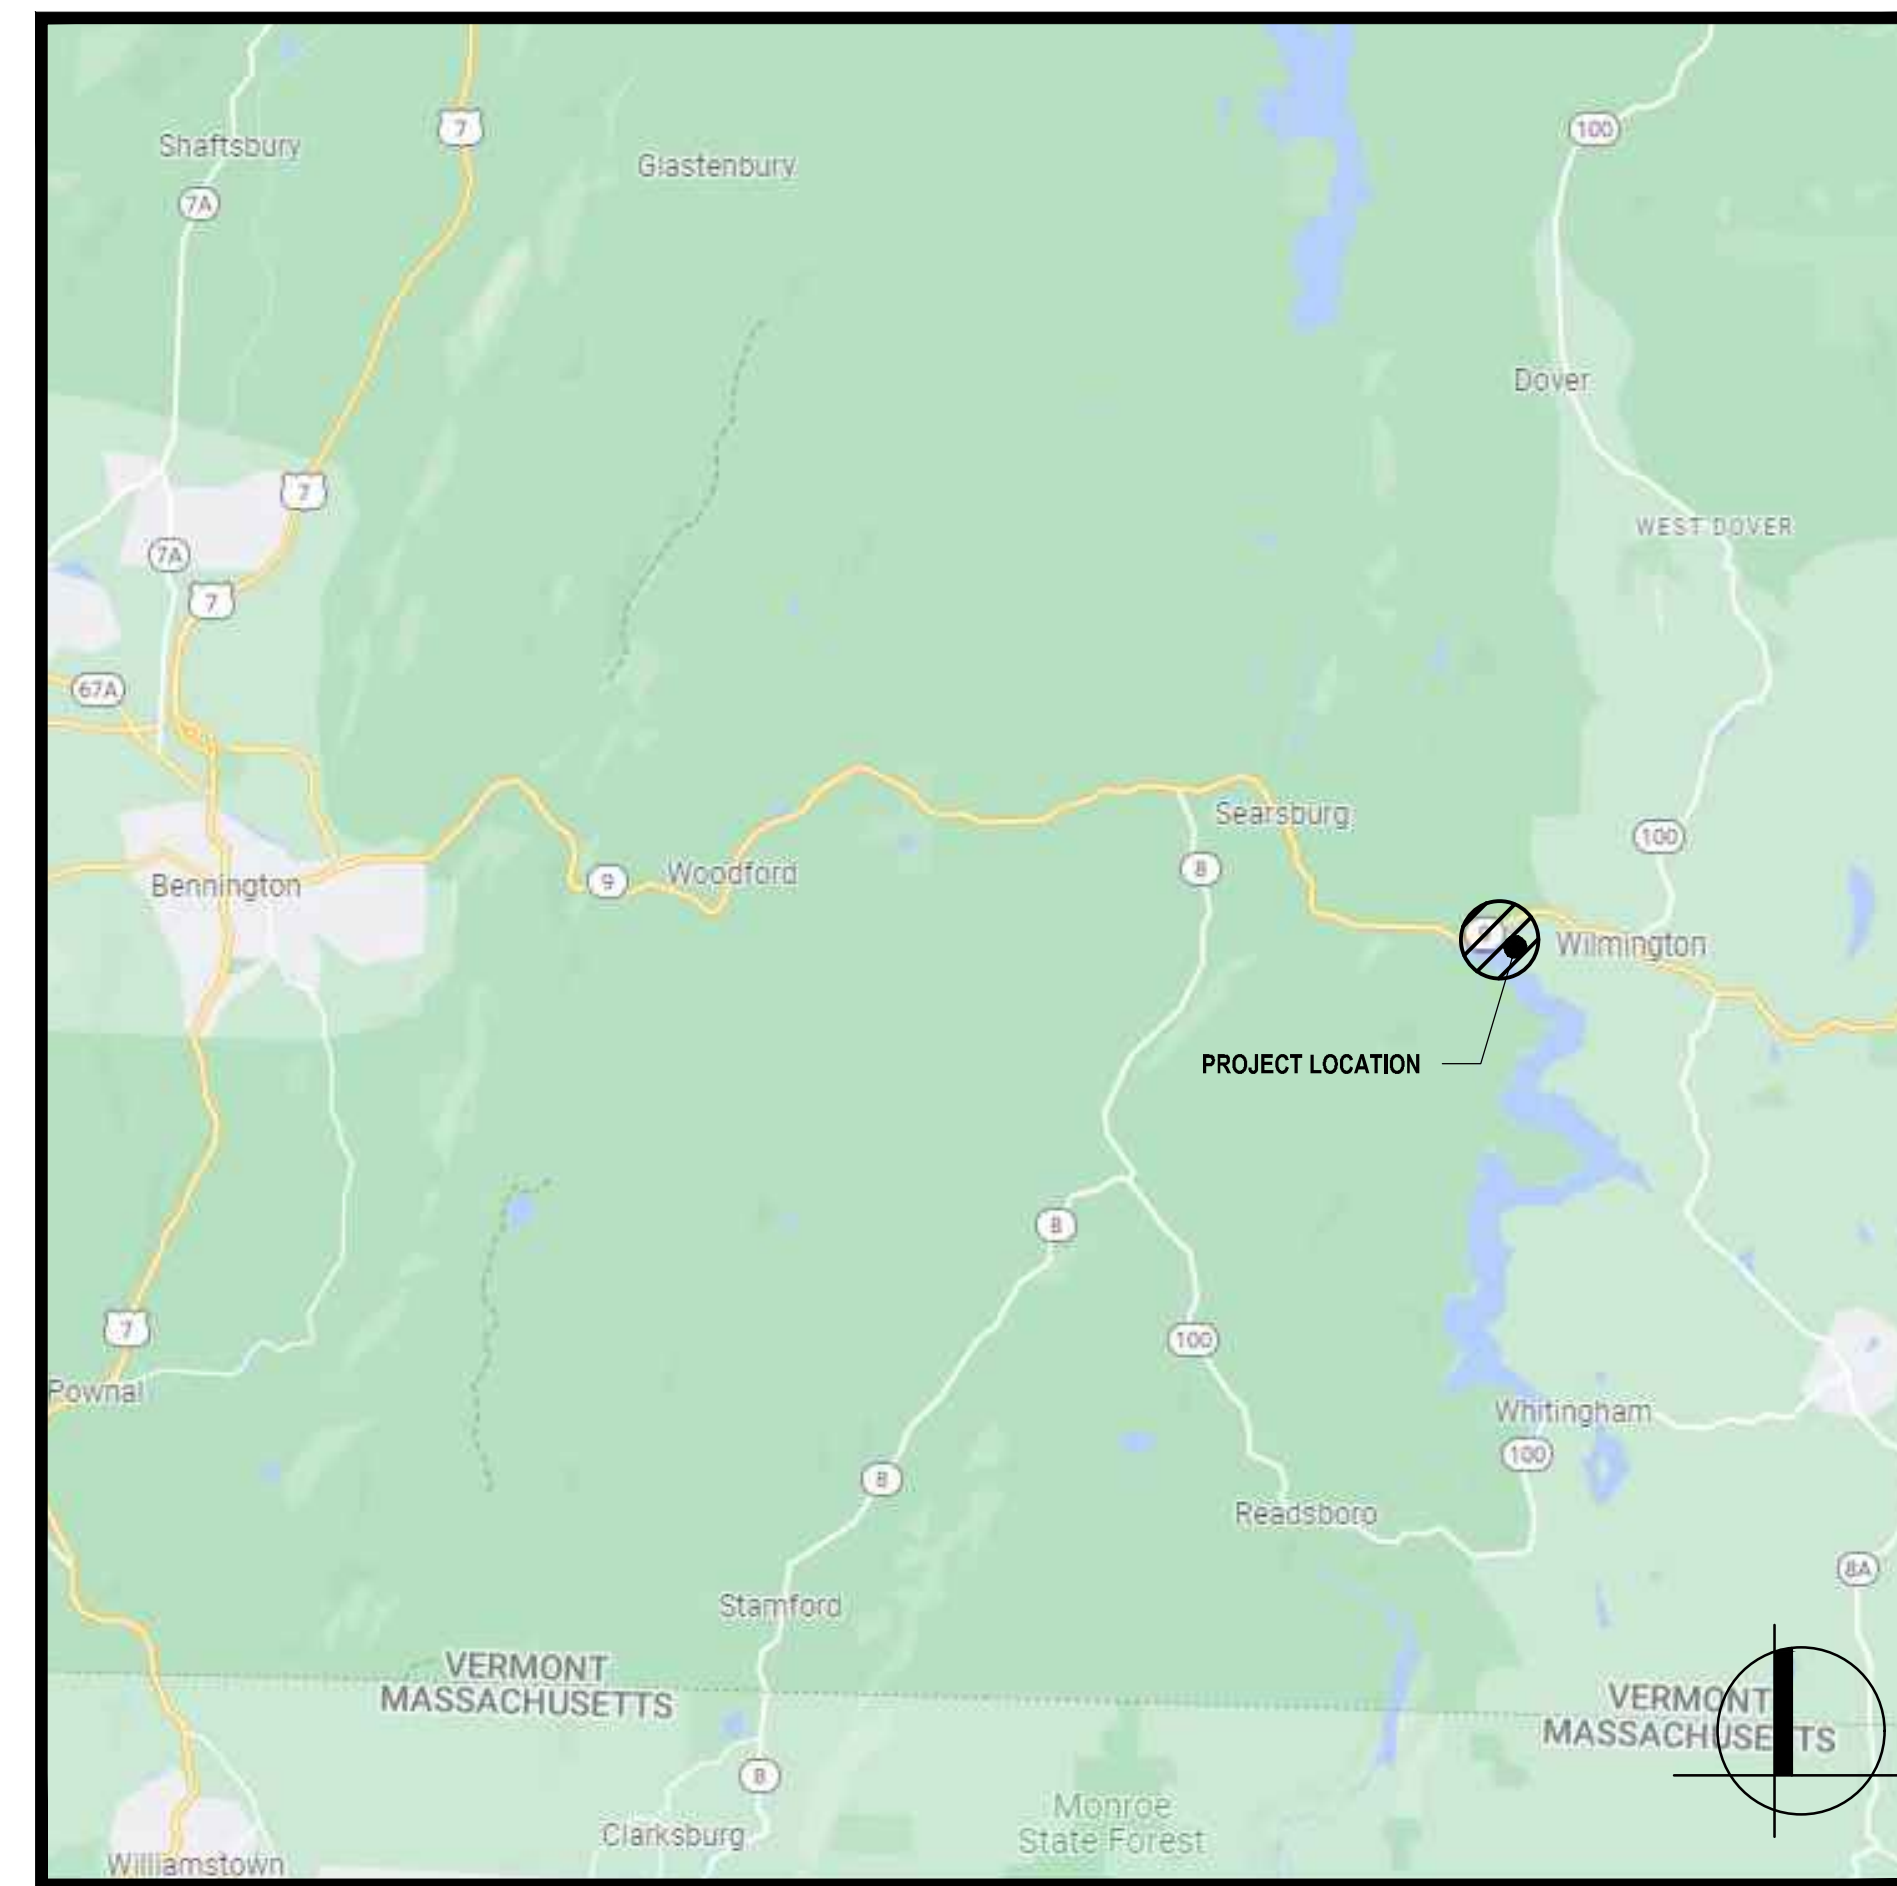 7
100
Shaftsbury
Glastenbury
7A
Dover
7
WEST DOVER
7A
7
67A
Searsburg
100
8
Woodford
9
Bennington
9
Wilmington
PROJECT LOCATION
8
7
100
Pownal
Whitingham
100
8
Readsboro
8A
Stamford
VERMONT
MASSACHUSETTS
VERMONT
MASSACHUSETTS
8
Monroe
State Forest
Clarksburg
Williamstown